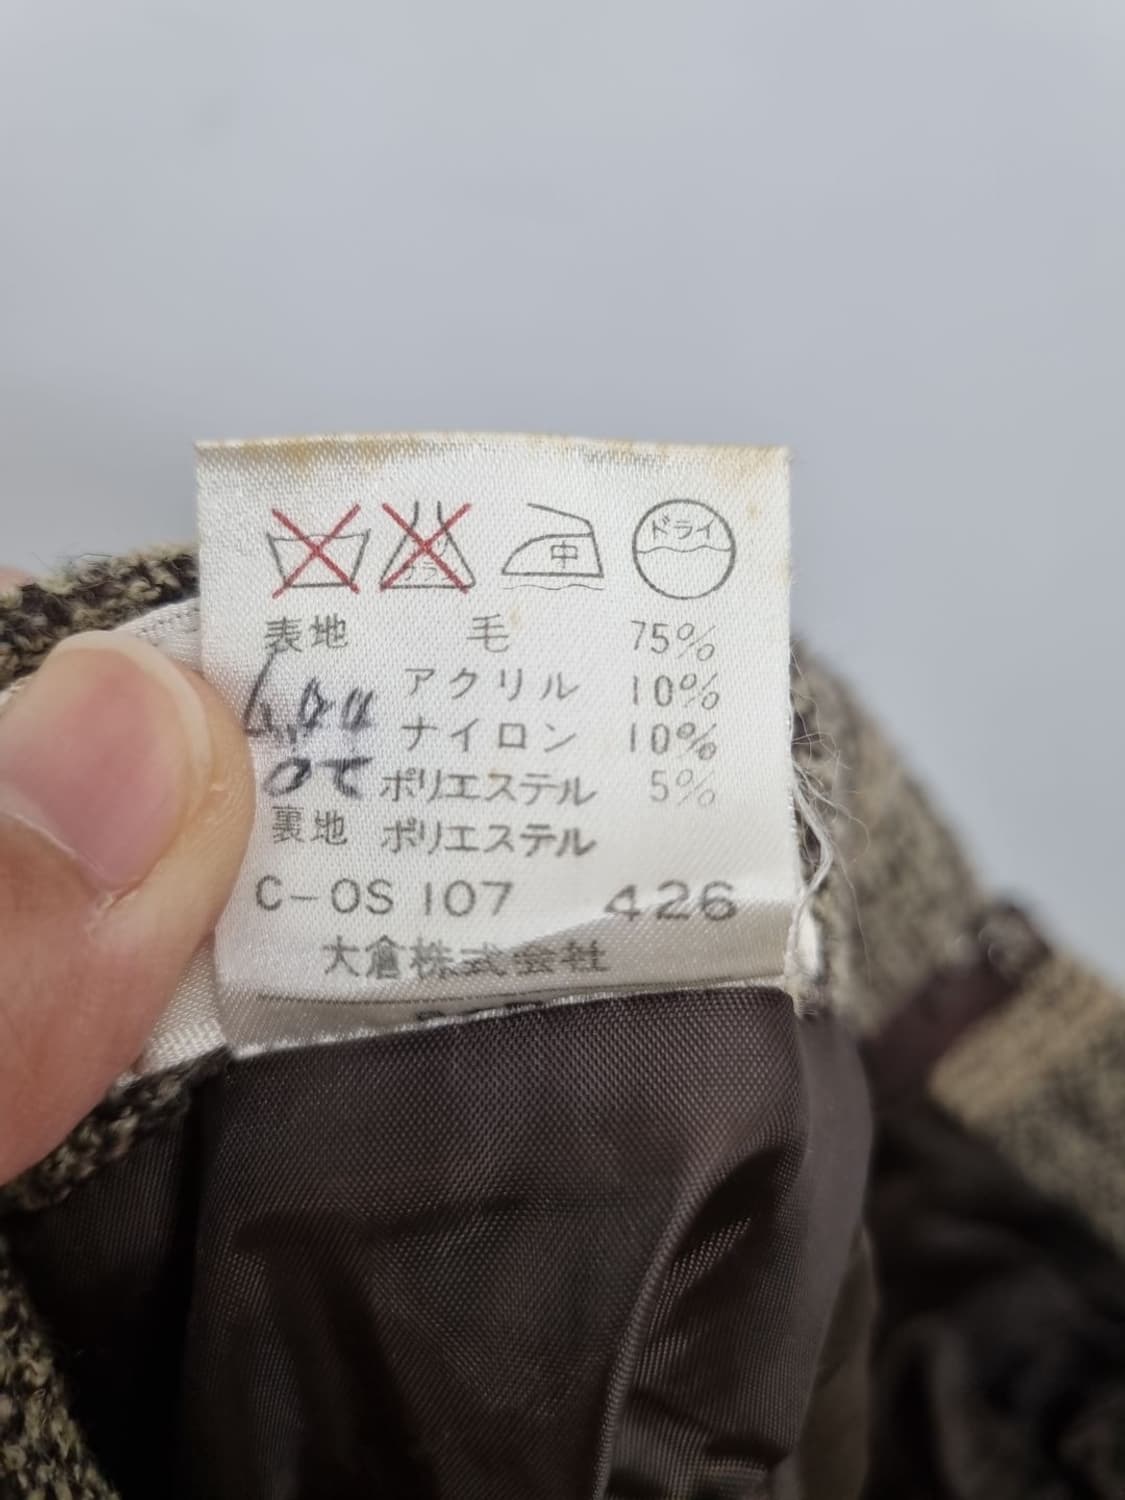 中 ドライ
表地 毛 75%
アクリル 10%
ナイロン 10%
ポリエステル 5%
裏地 ポリエステル
C-OS 107 426
大倉株式会社